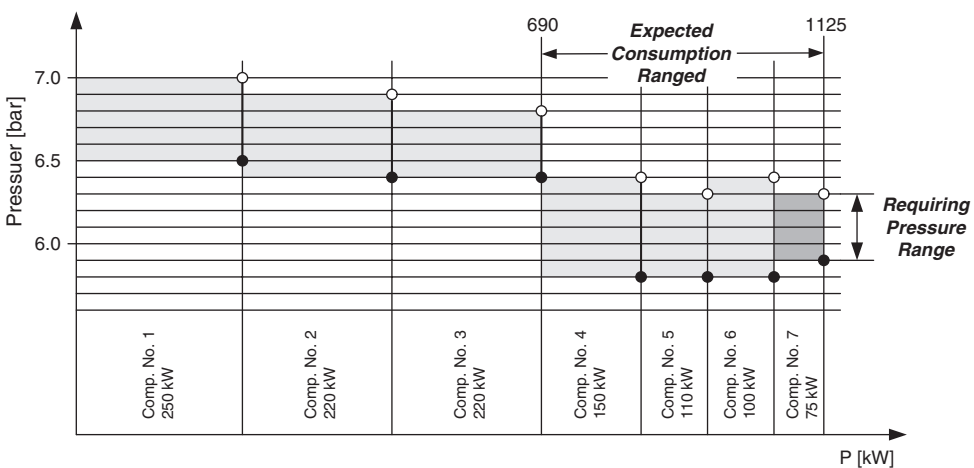 690
1125
Expected
Consumption
Ranged
7.0
6.5
6.0
Pressuer [bar]
Requiring
Pressure
Range
Comp. No. 1
250 kW
Comp. No. 2
220 kW
Comp. No. 3
220 kW
Comp. No. 4
150 kW
Comp. No. 5
110 kW
Comp. No. 6
100 kW
Comp. No. 7
75 kW
P [kW]